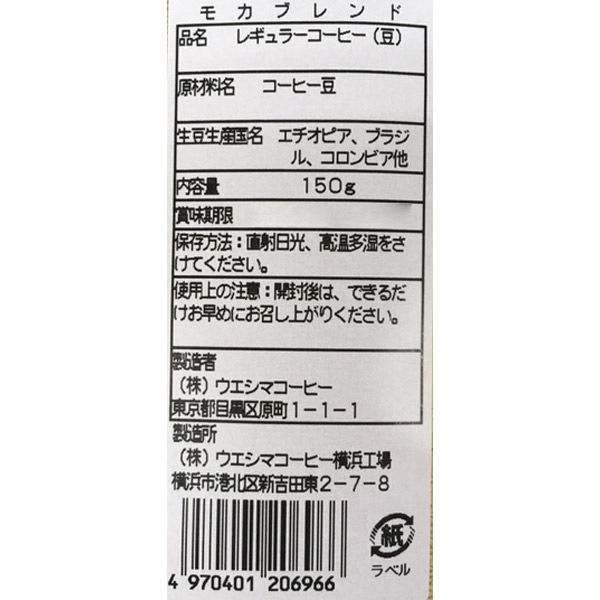 モカブレンド
品名 レギュラーコーヒー（豆）
原材料名 コーヒー豆
生豆生産国名 エチオピア、ブラジ
ル、コロンビア他
内容量 150g
賞味期限
保存方法：直射日光、高温多湿をさ
けてください。
使用上の注意：開封後は、できるだ
けお早めにお召し上がりください。
製造者
（株）ウエシマコーヒー
東京都目黒区原町1-1-1
製造所
（株）ウエシマコーヒー横浜工場
横浜市港北区新吉田東2-7-8
紙
ラベル
4 970401 206966